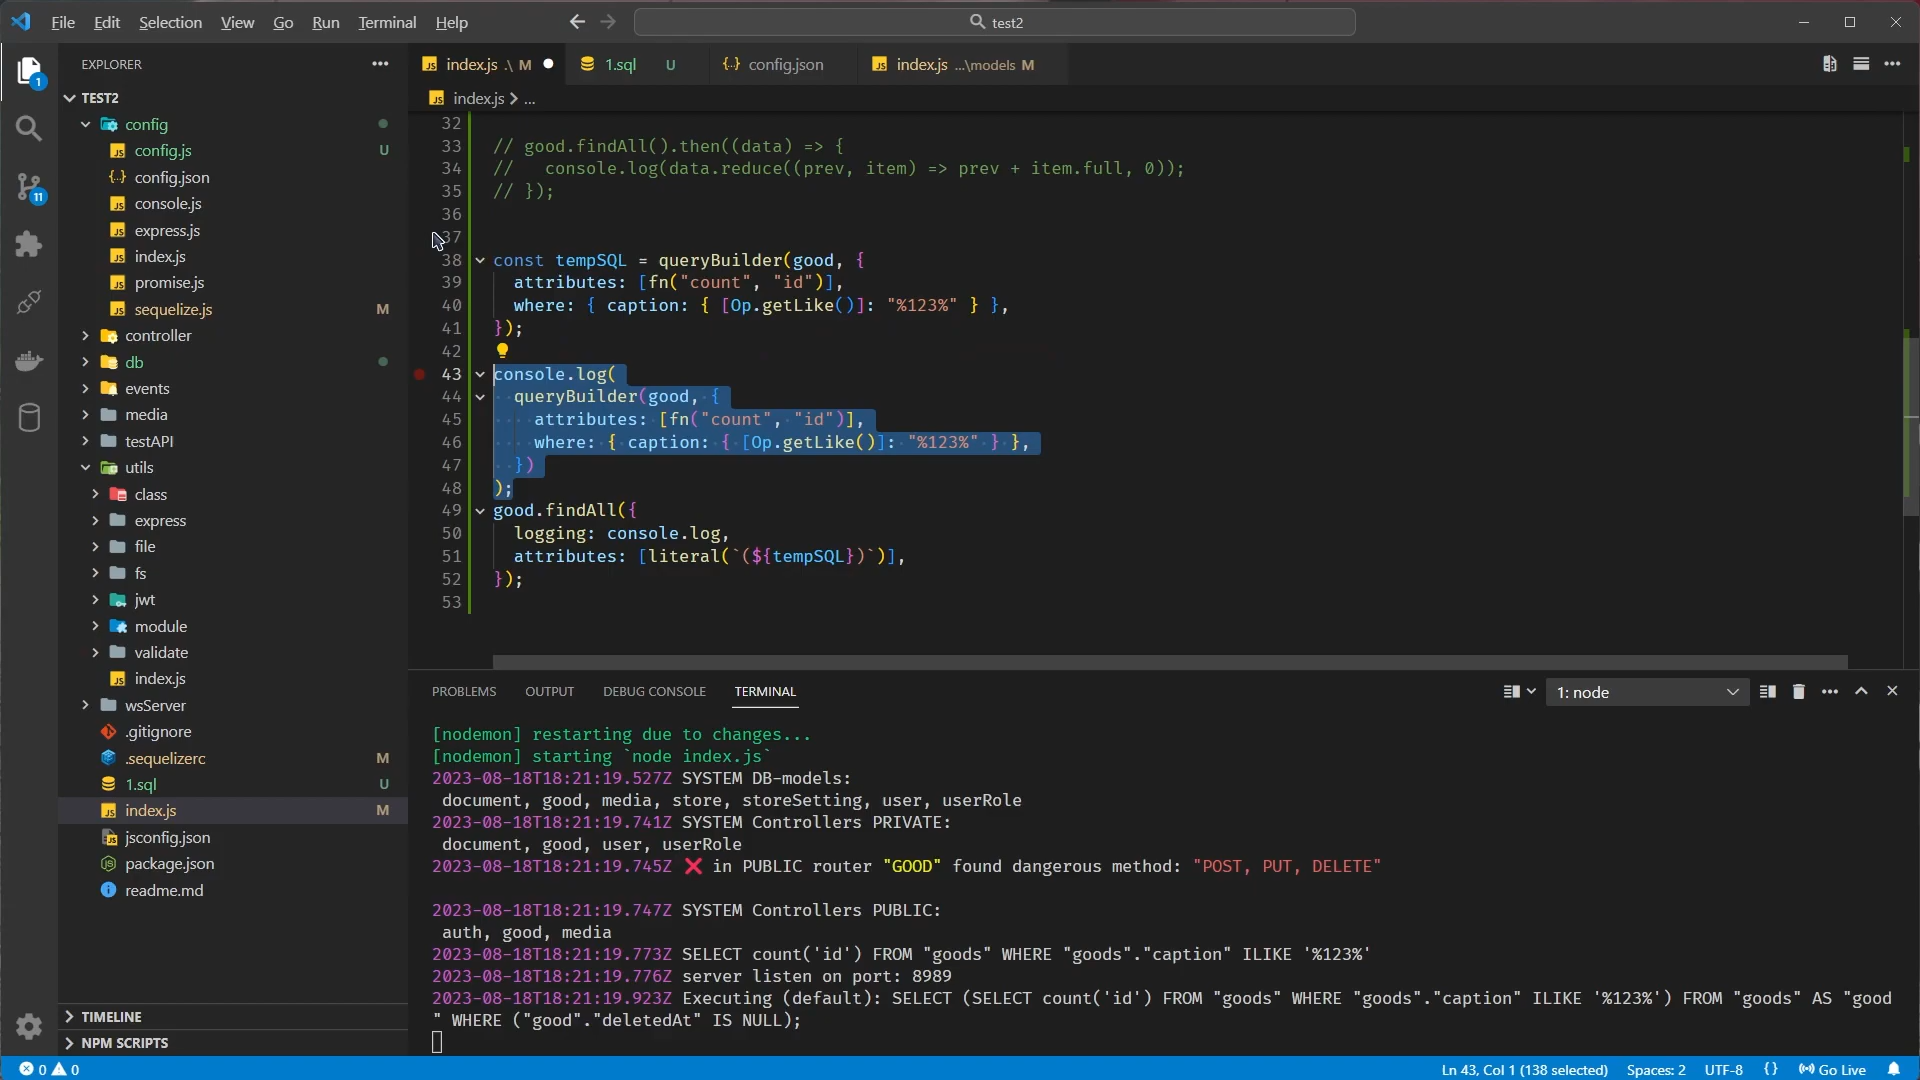 File Edit Selection View Go Run Terminal Help
test2
EXPLORER
index.js .\ M
1.sql U
config.json
index.js ...\models M
index.js > ...
TEST2
config
config.js U
config.json
console.js
express.js
index.js
promise.js
sequelize.js M
controller
db
events
media
testAPI
utils
class
express
file
fs
jwt
module
validate
index.js
wsServer
.gitignore
.sequelizerc M
1.sql U
index.js M
jsconfig.json
package.json
readme.md
TIMELINE
NPM SCRIPTS
1
11
32
33 // good.findAll().then((data) => {
34 //   console.log(data.reduce((prev, item) => prev + item.full, 0));
35 // });
36
37
38 const tempSQL = queryBuilder(good, {
39   attributes: [fn("count", "id")],
40   where: { caption: { [Op.getLike()]: "%123%" } },
41 });
42
43 console.log(
44   queryBuilder(good, {
45     attributes: [fn("count", "id")],
46     where: { caption: { [Op.getLike()]: "%123%" } },
47   })
48 );
49 good.findAll({
50   logging: console.log,
51   attributes: [literal(`(${tempSQL})`)],
52 });
53
PROBLEMS OUTPUT DEBUG CONSOLE TERMINAL
1: node
[nodemon] restarting due to changes...
[nodemon] starting `node index.js`
2023-08-18T18:21:19.527Z SYSTEM DB-models:
document, good, media, store, storeSetting, user, userRole
2023-08-18T18:21:19.741Z SYSTEM Controllers PRIVATE:
document, good, user, userRole
2023-08-18T18:21:19.745Z ❌ in PUBLIC router "GOOD" found dangerous method: "POST, PUT, DELETE"
2023-08-18T18:21:19.747Z SYSTEM Controllers PUBLIC:
auth, good, media
2023-08-18T18:21:19.773Z SELECT count('id') FROM "goods" WHERE "goods"."caption" ILIKE '%123%'
2023-08-18T18:21:19.776Z server listen on port: 8989
2023-08-18T18:21:19.923Z Executing (default): SELECT (SELECT count('id') FROM "goods" WHERE "goods"."caption" ILIKE '%123%') FROM "goods" AS "good
" WHERE ("good"."deletedAt" IS NULL);
0 0
Ln 43, Col 1 (138 selected) Spaces: 2 UTF-8 {} Go Live